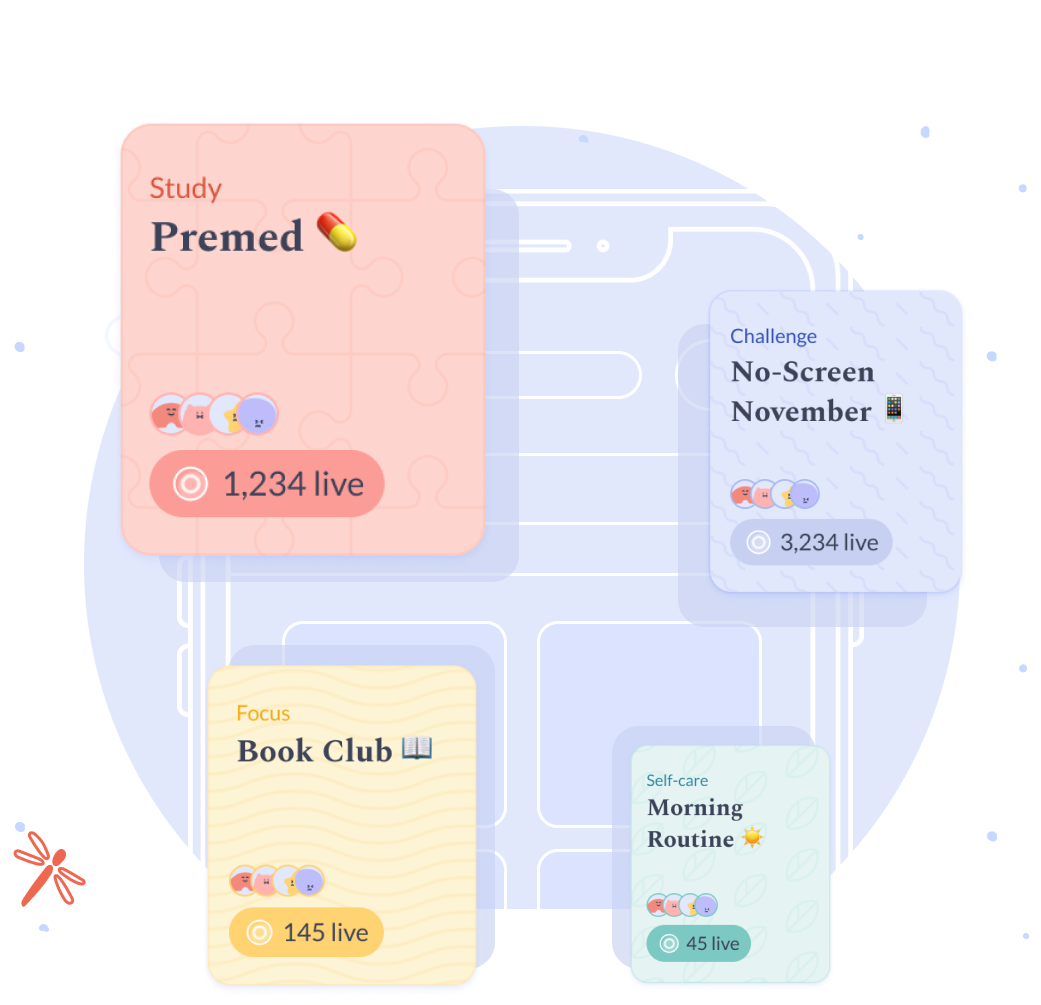 Study
Premed 💊
1,234 live
Challenge
No-Screen
November 📱
3,234 live
Focus
Book Club 📖
145 live
Self-care
Morning
Routine ☀️
45 live